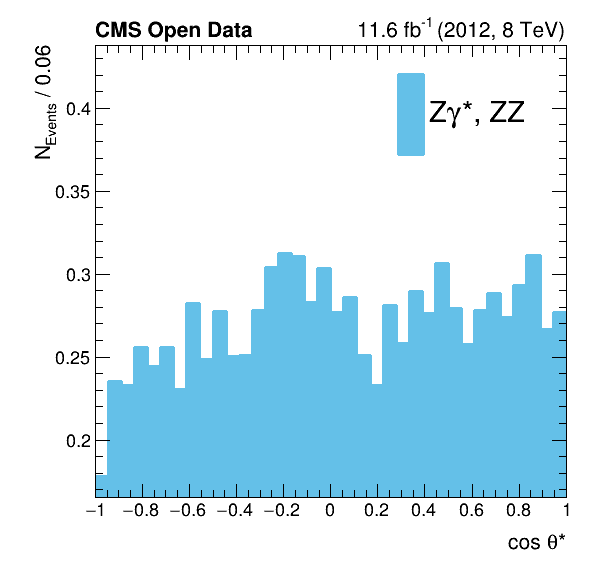 CMS Open Data 11.6 fb⁻¹ (2012, 8 TeV)
N_Events / 0.06
Zγ*, ZZ
0.4
0.35
0.3
0.25
0.2
−1 −0.8 −0.6 −0.4 −0.2 0 0.2 0.4 0.6 0.8 1
cos θ*